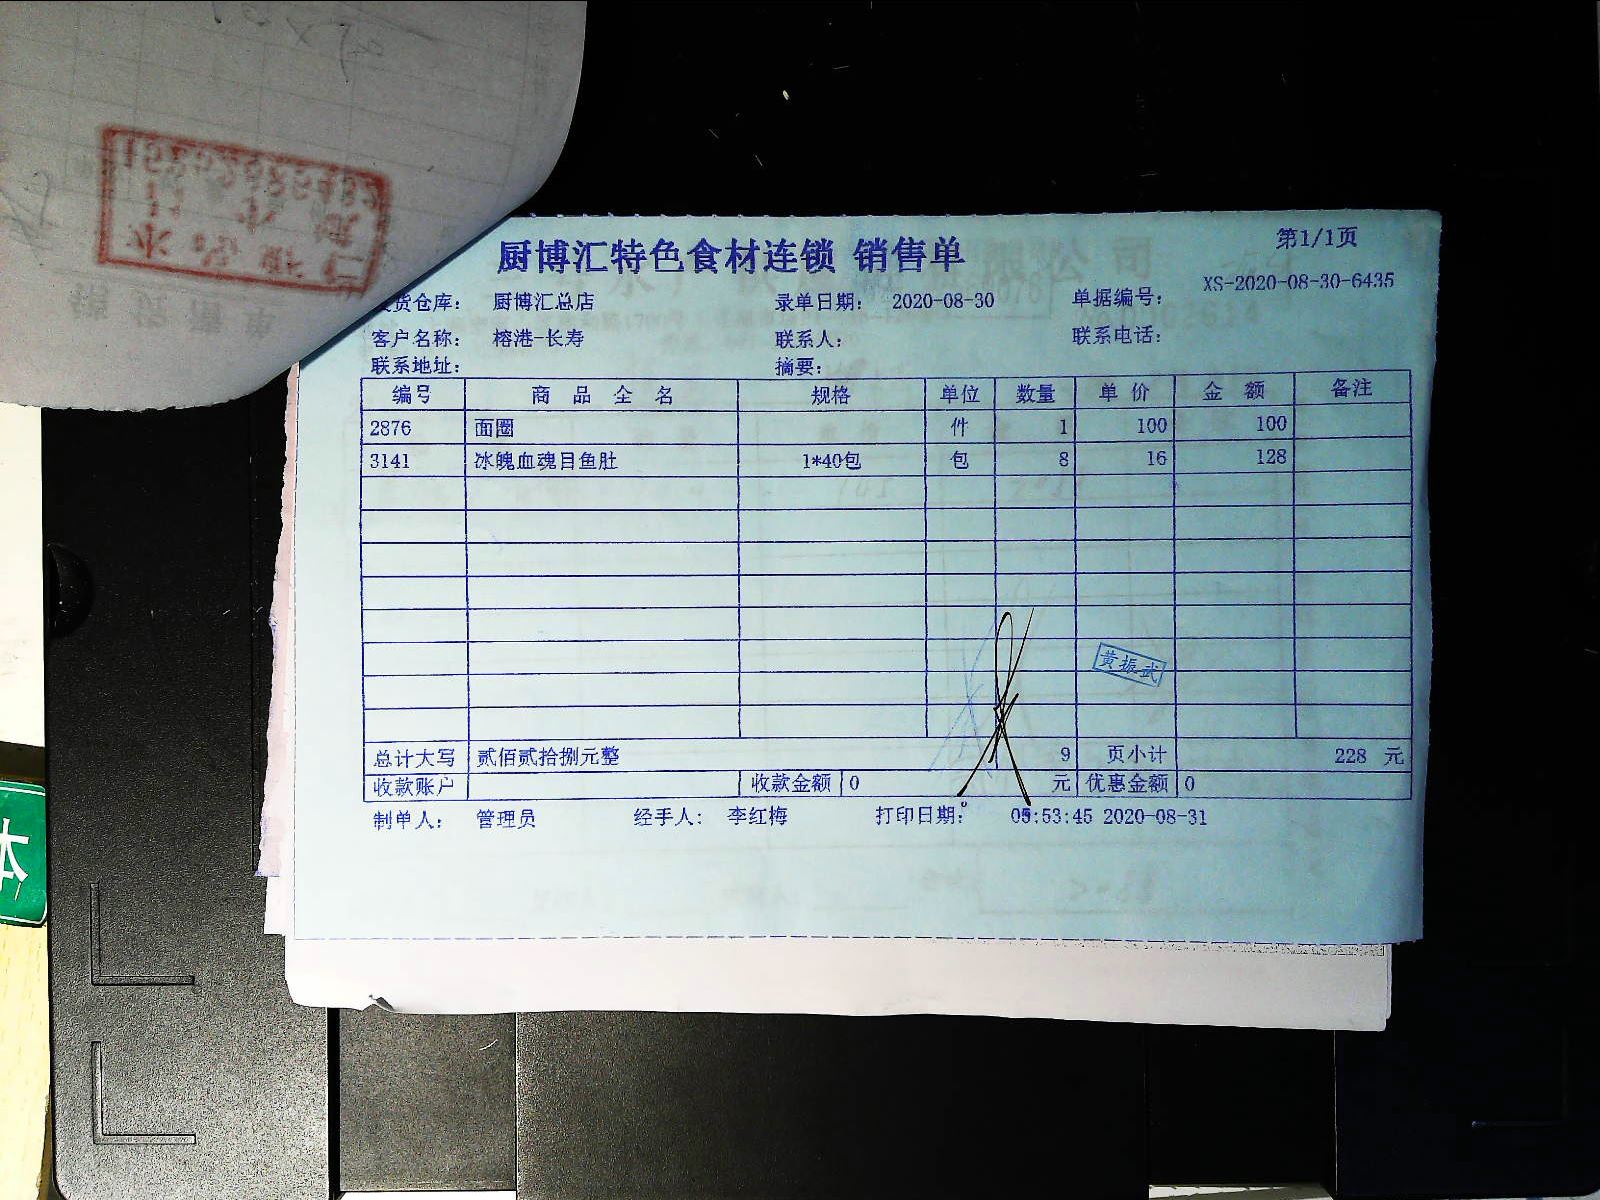 厨博汇特色食材连锁 销售单
第1/1页
货仓库： 厨博汇总店 录单日期： 2020-08-30 单据编号： XS-2020-08-30-6435
客户名称： 榕港-长寿 联系人： 联系电话：
联系地址： 摘要：
编号 商品全名 规格 单位 数量 单价 金额 备注
2876 面圈 件 1 100 100
3141 冰魄血魂目鱼肚 1*40包 包 8 16 128
黄振武
总计大写 贰佰贰拾捌元整 9 页小计 228 元
收款账户 收款金额 0 元 优惠金额 0
制单人： 管理员 经手人： 李红梅 打印日期： 05:53:45 2020-08-31
本